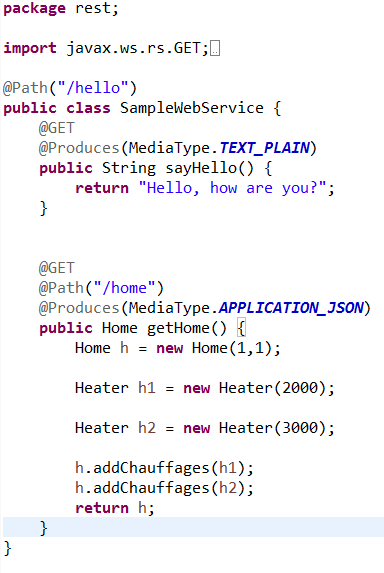 package rest;
import javax.ws.rs.GET;
@Path("/hello")
public class SampleWebService {
@GET
@Produces(MediaType.TEXT_PLAIN)
public String sayHello() {
return "Hello, how are you?";
}
@GET
@Path("/home")
@Produces(MediaType.APPLICATION_JSON)
public Home getHome() {
Home h = new Home(1,1);
Heater h1 = new Heater(2000);
Heater h2 = new Heater(3000);
h.addChauffages(h1);
h.addChauffages(h2);
return h;
}
}